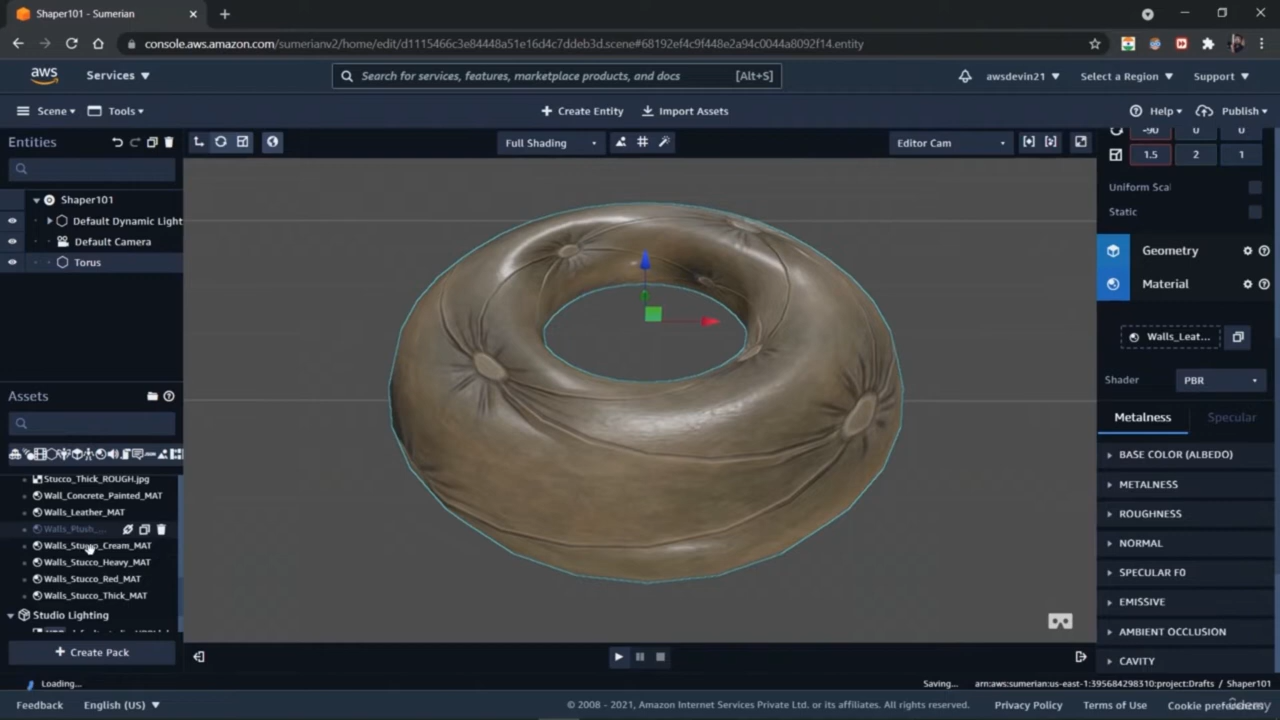 Shaper101 - Sumerian
console.aws.amazon.com/sumerianv2/home/edit/d1115466c3e84448a51e16d4c7ddeb3d.scene#68192ef4c9f448e2a94c0044a8092f14.entity
aws Services Search for services, features, marketplace products, and docs [Alt+S] awsdevin21 Select a Region Support
Scene Tools Create Entity Import Assets Help Publish
Entities Full Shading Editor Cam
-90 0 0
1.5 2 1
Uniform Scal
Static
Shaper101
Default Dynamic Light
Default Camera
Torus
Geometry
Material
Walls_Leat...
Shader PBR
Metalness Specular
BASE COLOR (ALBEDO)
METALNESS
ROUGHNESS
NORMAL
SPECULAR F0
EMISSIVE
AMBIENT OCCLUSION
CAVITY
Assets
Stucco_Thick_ROUGH.jpg
Wall_Concrete_Painted_MAT
Walls_Leather_MAT
Walls_Plush_...
Walls_Stucco_Cream_MAT
Walls_Stucco_Heavy_MAT
Walls_Stucco_Red_MAT
Walls_Stucco_Thick_MAT
Studio Lighting
Create Pack
Loading... Saving... arn:aws:sumerian:us-east-1:395684298310:project:Drafts / Shaper101
Feedback English (US) © 2008 - 2021, Amazon Internet Services Private Ltd. or its affiliates. All rights reserved. Privacy Policy Terms of Use Cookie preferences
Udemy